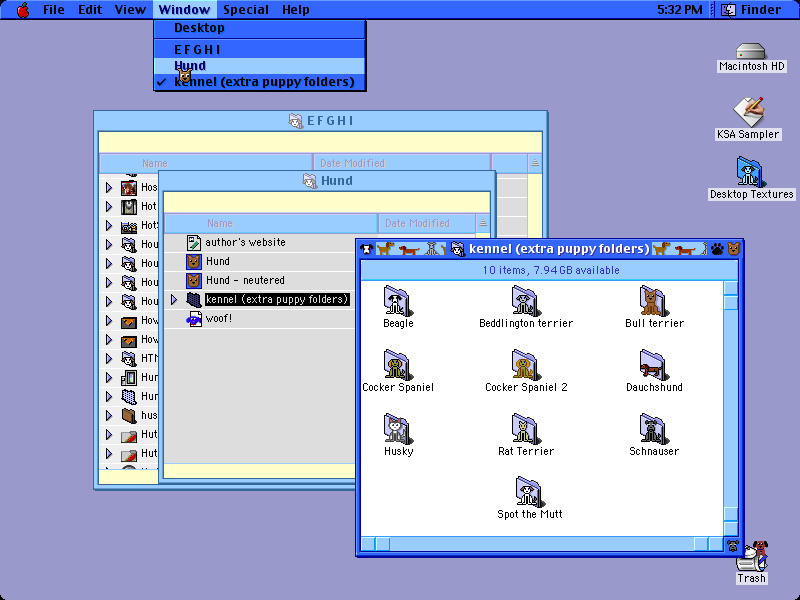 File Edit View Window Special Help 5:32 PM Finder
Desktop
E F G H I
Hund
kennel (extra puppy folders)
Macintosh HD
KSA Sampler
Desktop Textures
E F G H I
Name Date Modified
Hos
Hot
Hot
Hou
Hou
Hou
Hou
How
How
HTM
Hun
Hun
hus
Hut
Hut
Hund
Name Date Modified
author's website
Hund
Hund - neutered
kennel (extra puppy folders)
woof!
kennel (extra puppy folders)
10 items, 7.94 GB available
Beagle Beddlington terrier Bull terrier
Cocker Spaniel Cocker Spaniel 2 Dauchshund
Husky Rat Terrier Schnauser
Spot the Mutt
Trash